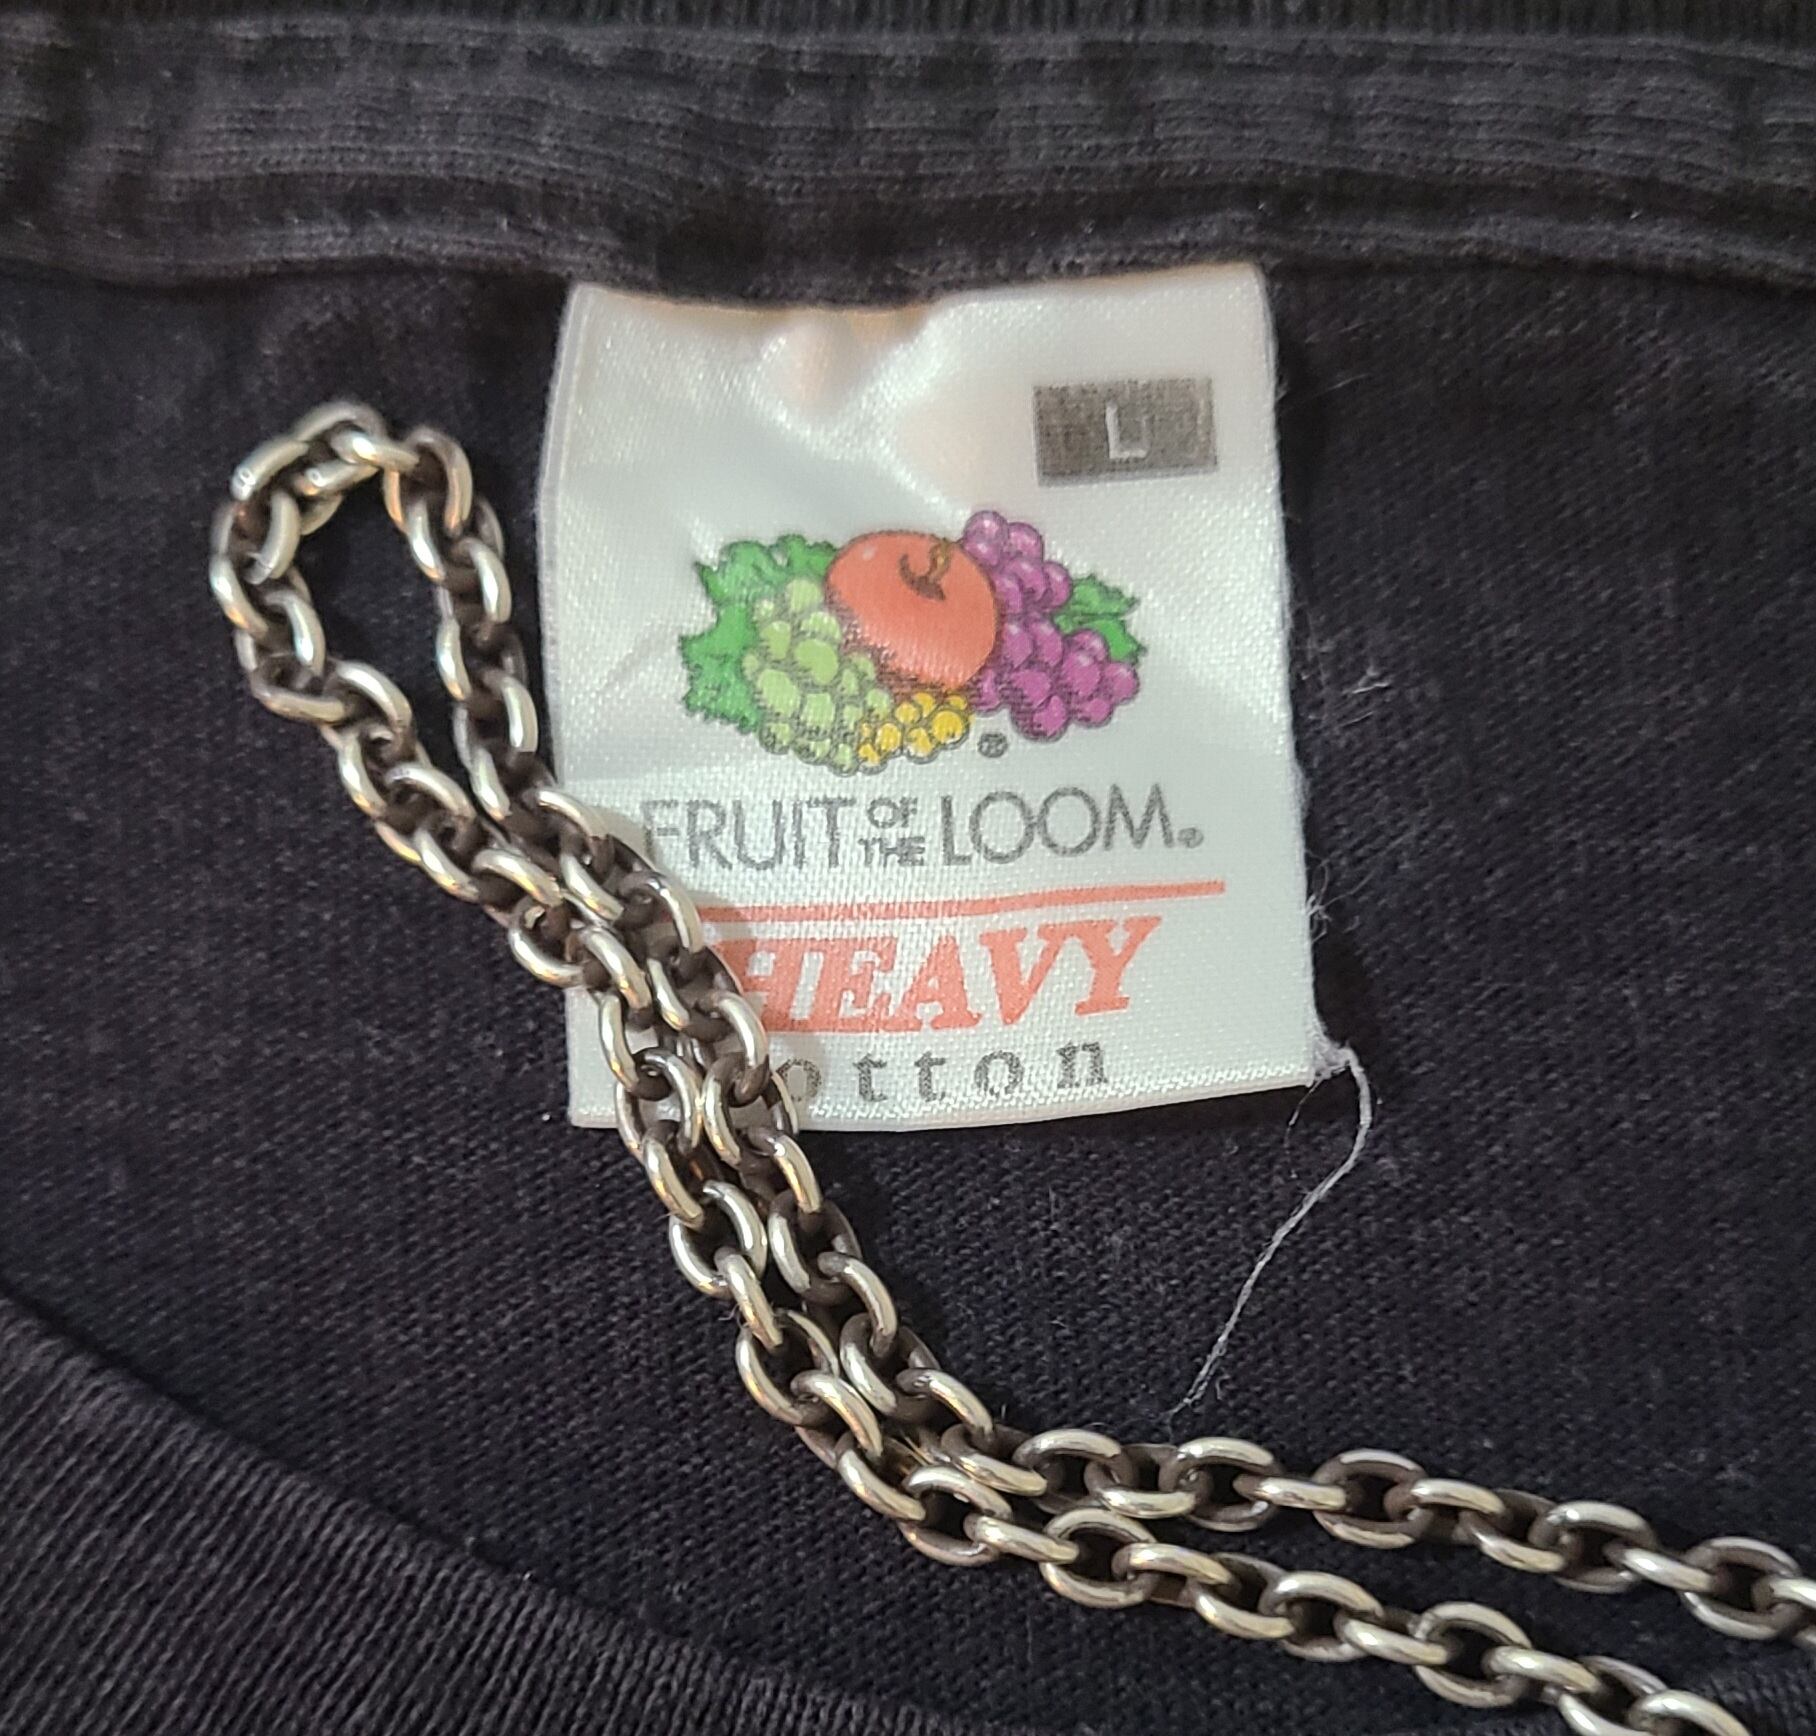 L
FRUIT OF THE LOOM®
HEAVY
otton